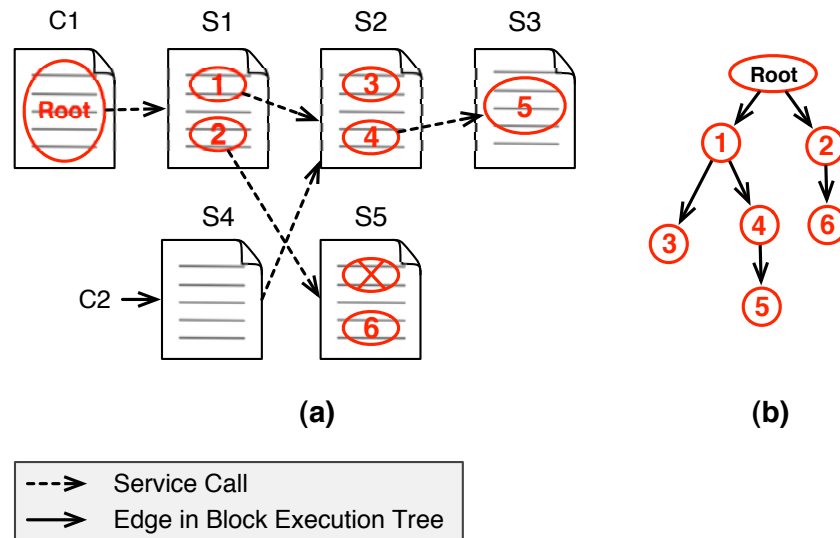 C1 S1 S2 S3
Root 1 3 5
2 4
Root
1 2
3 4 6
5
S4 S5
C2
6
(a) (b)
Service Call
Edge in Block Execution Tree